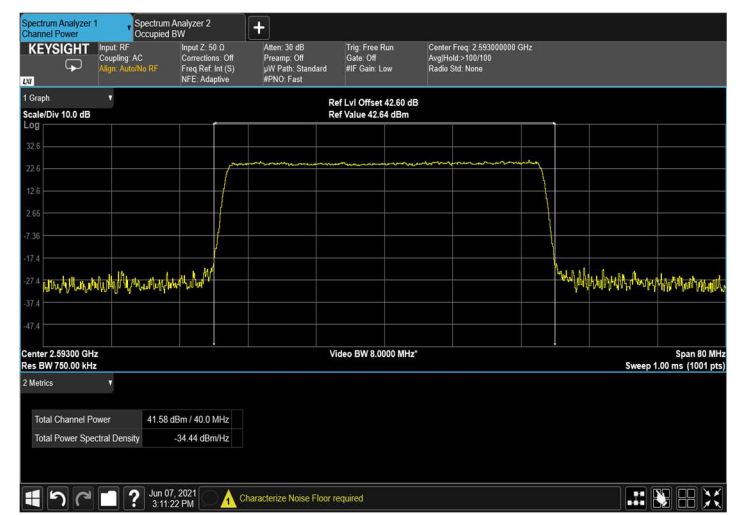 Spectrum Analyzer 1
Channel Power
Spectrum Analyzer 2
Occupied BW
KEYSIGHT
LXI
Input: RF
Coupling: AC
Align: Auto/No RF
Input Z: 50 Ω
Corrections: Off
Freq Ref: Int (S)
NFE: Adaptive
Atten: 30 dB
Preamp: Off
µW Path: Standard
#PNO: Fast
Trig: Free Run
Gate: Off
#IF Gain: Low
Center Freq: 2.593000000 GHz
Avg|Hold:>100/100
Radio Std: None
1 Graph
Scale/Div 10.0 dB
Ref Lvl Offset 42.60 dB
Ref Value 42.64 dBm
Log
32.6
22.6
12.6
2.65
-7.36
-17.4
-27.4
-37.4
-47.4
Center 2.59300 GHz
Video BW 8.0000 MHz*
Span 80 MHz
Res BW 750.00 kHz
Sweep 1.00 ms (1001 pts)
2 Metrics
Total Channel Power 41.58 dBm / 40.0 MHz
Total Power Spectral Density -34.44 dBm/Hz
Jun 07, 2021
3:11:22 PM
Characterize Noise Floor required